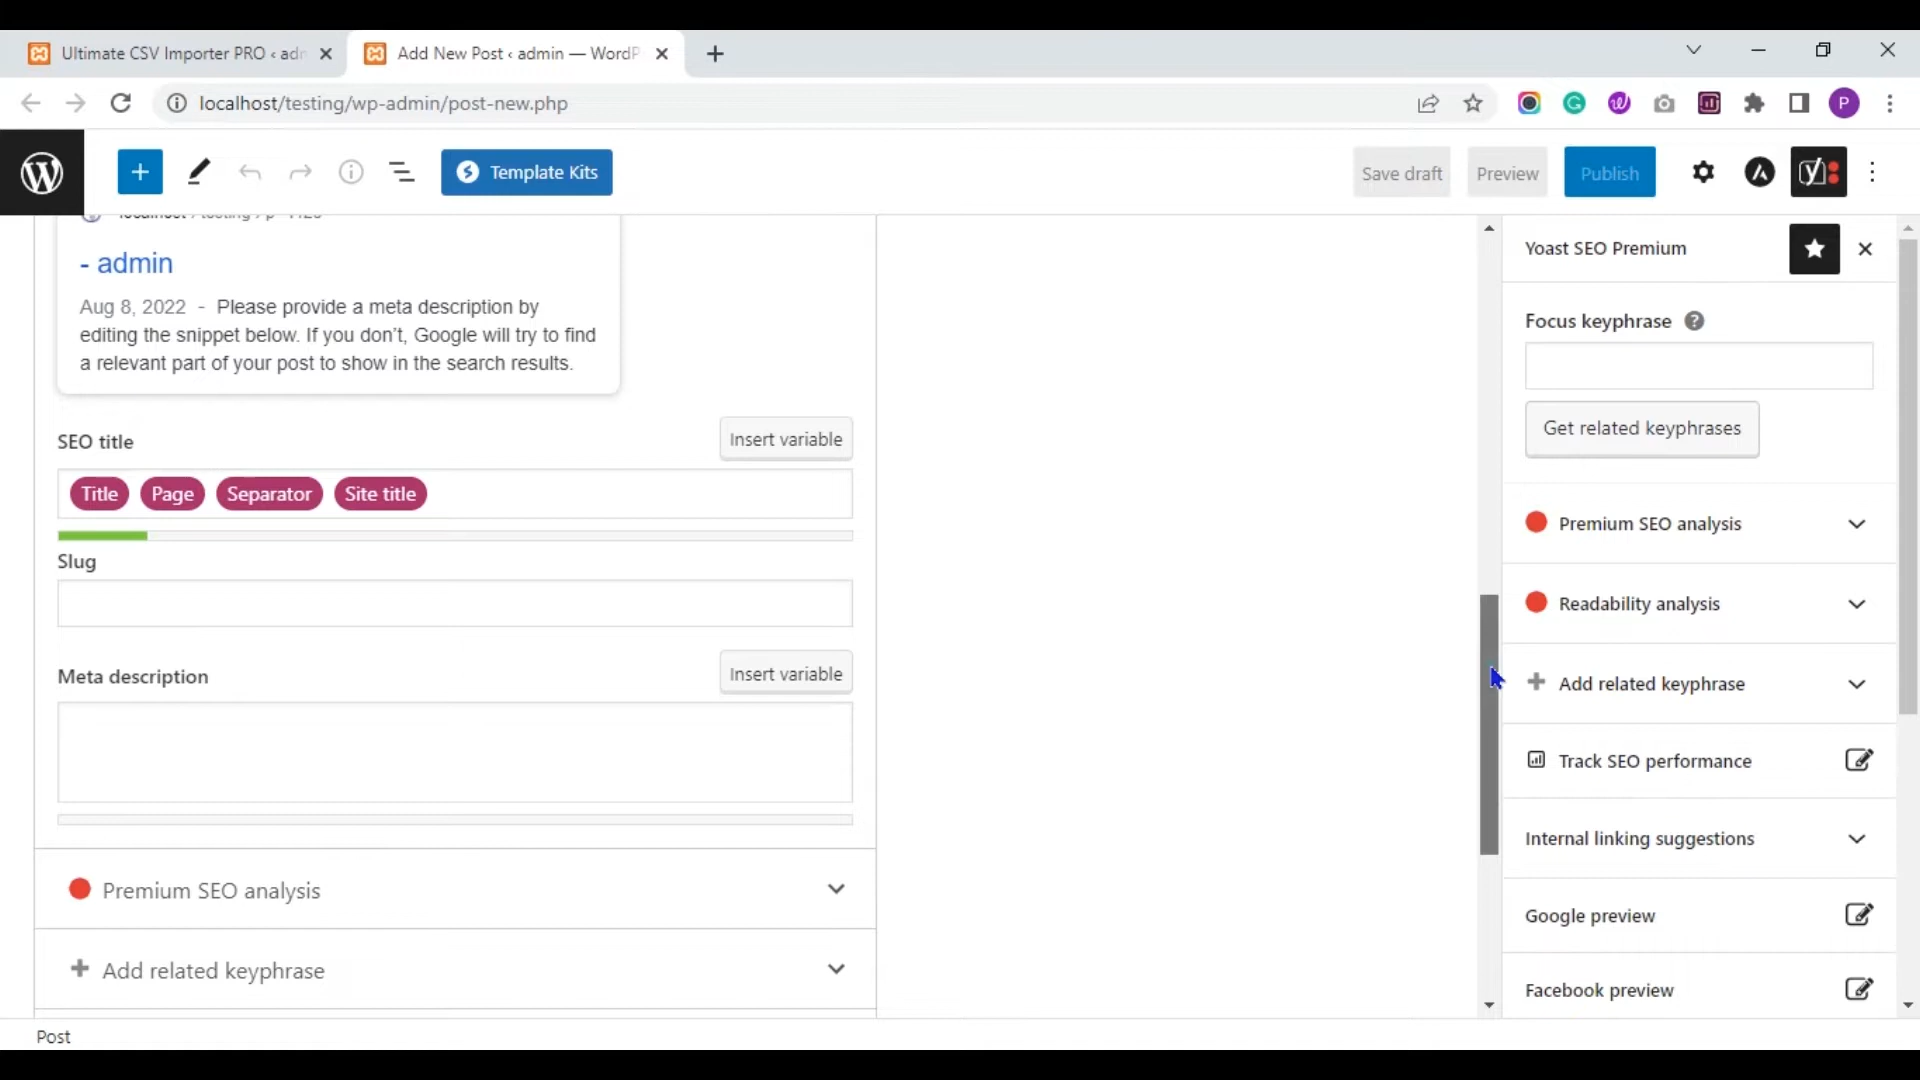 Ultimate CSV Importer PRO ‹ adm
Add New Post ‹ admin — WordP
localhost/testing/wp-admin/post-new.php
Template Kits
Save draft
Preview
Publish
- admin
Aug 8, 2022 - Please provide a meta description by
editing the snippet below. If you don’t, Google will try to find
a relevant part of your post to show in the search results.
SEO title
Insert variable
Title Page Separator Site title
Slug
Meta description
Insert variable
Premium SEO analysis
Add related keyphrase
Yoast SEO Premium
Focus keyphrase
Get related keyphrases
Premium SEO analysis
Readability analysis
Add related keyphrase
Track SEO performance
Internal linking suggestions
Google preview
Facebook preview
Post